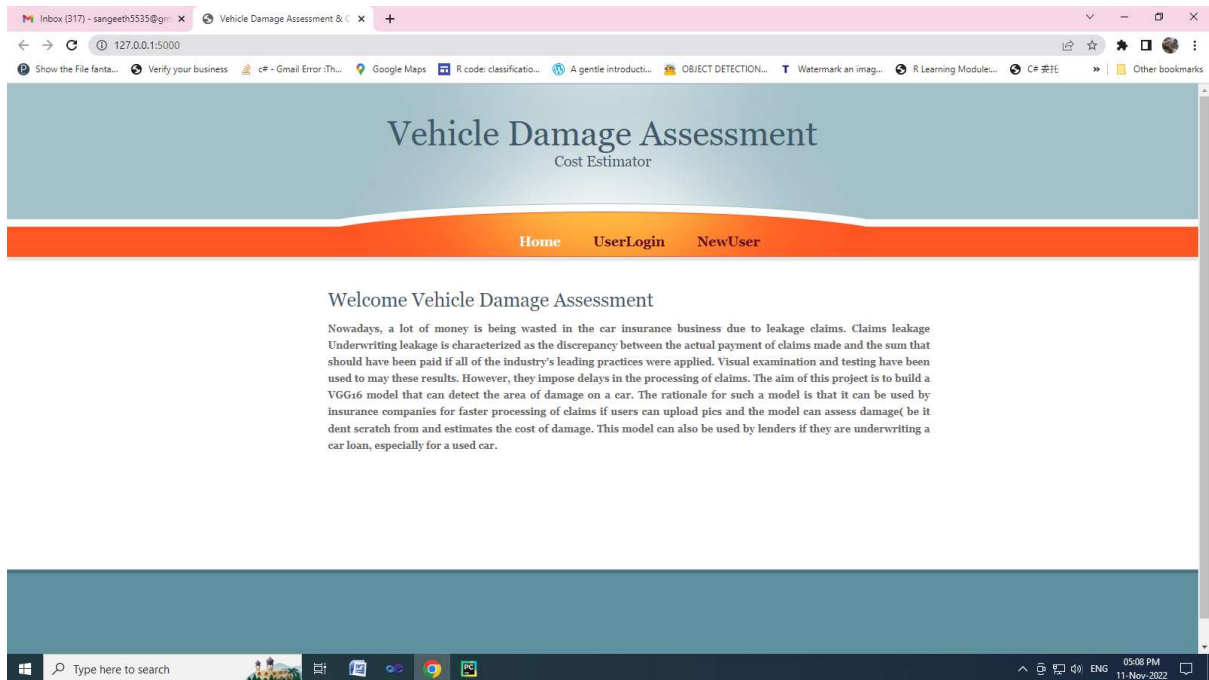 Inbox (317) - sangeeth5535@gm
Vehicle Damage Assessment & C
127.0.0.1:5000
Show the File fanta... Verify your business c# - Gmail Error :Th... Google Maps R code: classificatio... A gentle introducti... OBJECT DETECTION... T Watermark an imag... R Learning Module:... C# 委托 » Other bookmarks
Vehicle Damage Assessment
Cost Estimator
Home UserLogin NewUser
Welcome Vehicle Damage Assessment
Nowadays, a lot of money is being wasted in the car insurance business due to leakage claims. Claims leakage
Underwriting leakage is characterized as the discrepancy between the actual payment of claims made and the sum that
should have been paid if all of the industry's leading practices were applied. Visual examination and testing have been
used to may these results. However, they impose delays in the processing of claims. The aim of this project is to build a
VGG16 model that can detect the area of damage on a car. The rationale for such a model is that it can be used by
insurance companies for faster processing of claims if users can upload pics and the model can assess damage( be it
dent scratch from and estimates the cost of damage. This model can also be used by lenders if they are underwriting a
car loan, especially for a used car.
Type here to search
PC
ENG
05:08 PM
11-Nov-2022